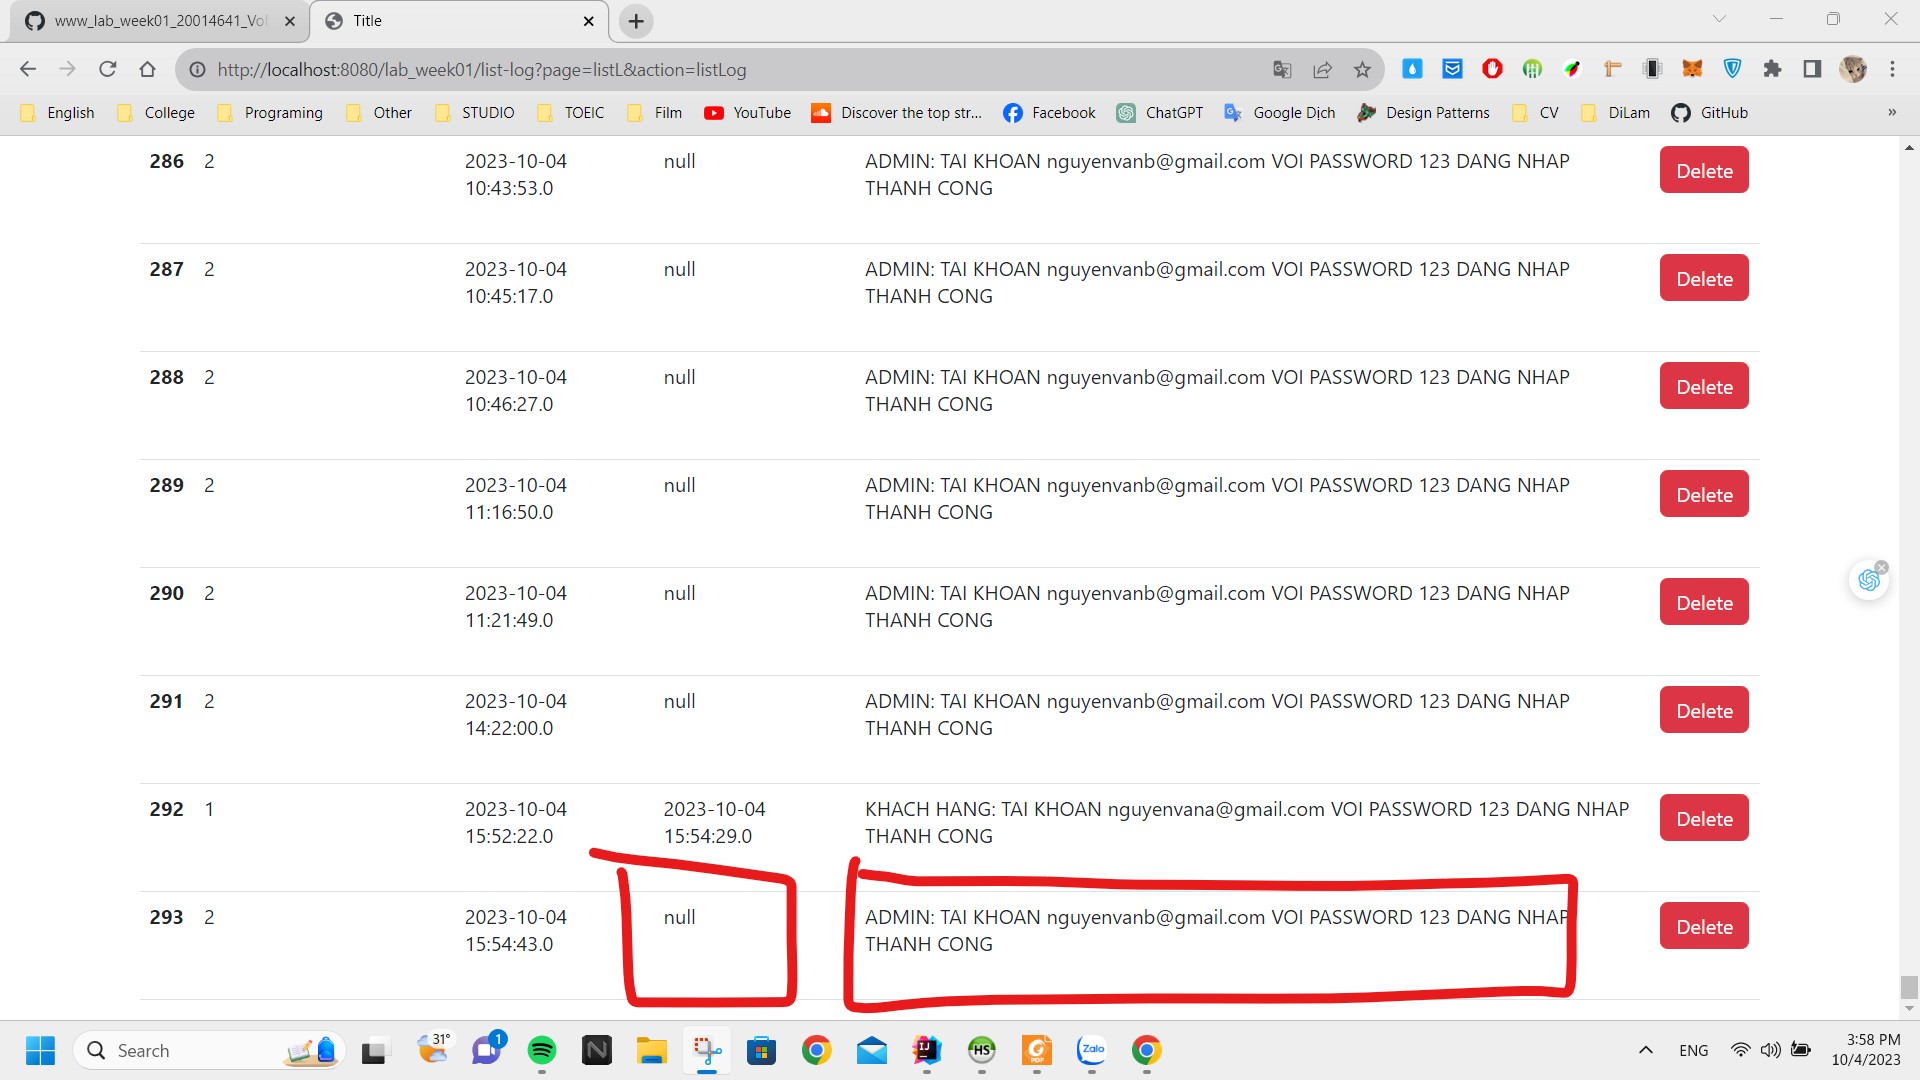 www_lab_week01_20014641_Vo
Title
http://localhost:8080/lab_week01/list-log?page=listL&action=listLog
English College Programing Other STUDIO TOEIC Film YouTube Discover the top str... Facebook ChatGPT Google Dịch Design Patterns CV DiLam GitHub »
286 2 2023-10-04 null ADMIN: TAI KHOAN nguyenvanb@gmail.com VOI PASSWORD 123 DANG NHAP Delete
10:43:53.0 THANH CONG
287 2 2023-10-04 null ADMIN: TAI KHOAN nguyenvanb@gmail.com VOI PASSWORD 123 DANG NHAP Delete
10:45:17.0 THANH CONG
288 2 2023-10-04 null ADMIN: TAI KHOAN nguyenvanb@gmail.com VOI PASSWORD 123 DANG NHAP Delete
10:46:27.0 THANH CONG
289 2 2023-10-04 null ADMIN: TAI KHOAN nguyenvanb@gmail.com VOI PASSWORD 123 DANG NHAP Delete
11:16:50.0 THANH CONG
290 2 2023-10-04 null ADMIN: TAI KHOAN nguyenvanb@gmail.com VOI PASSWORD 123 DANG NHAP Delete
11:21:49.0 THANH CONG
291 2 2023-10-04 null ADMIN: TAI KHOAN nguyenvanb@gmail.com VOI PASSWORD 123 DANG NHAP Delete
14:22:00.0 THANH CONG
292 1 2023-10-04 2023-10-04 KHACH HANG: TAI KHOAN nguyenvana@gmail.com VOI PASSWORD 123 DANG NHAP Delete
15:52:22.0 15:54:29.0 THANH CONG
293 2 2023-10-04 null ADMIN: TAI KHOAN nguyenvanb@gmail.com VOI PASSWORD 123 DANG NHAP Delete
15:54:43.0 THANH CONG
Search 31° 1 N IJ HS PDF Zalo ENG 3:58 PM
10/4/2023